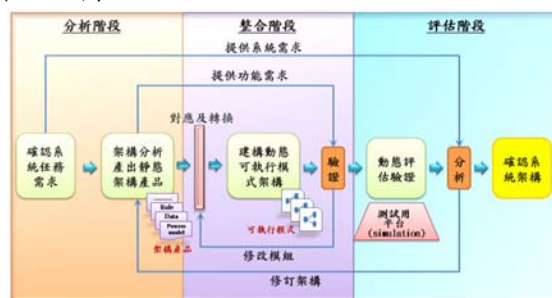 分析階段
整合階段
評估階段
提供系統需求
提供功能需求
對應及轉換
確認系
統任務
需求
架構分析
產出靜態
架構產品
建構動態
可執行模
式架構
驗
證
動態評
估驗證
分
析
確認系
統架構
Rule
Data
Process
model
架構產品
可執行模式
測試用
平台
(simulation)
修改模組
修訂架構